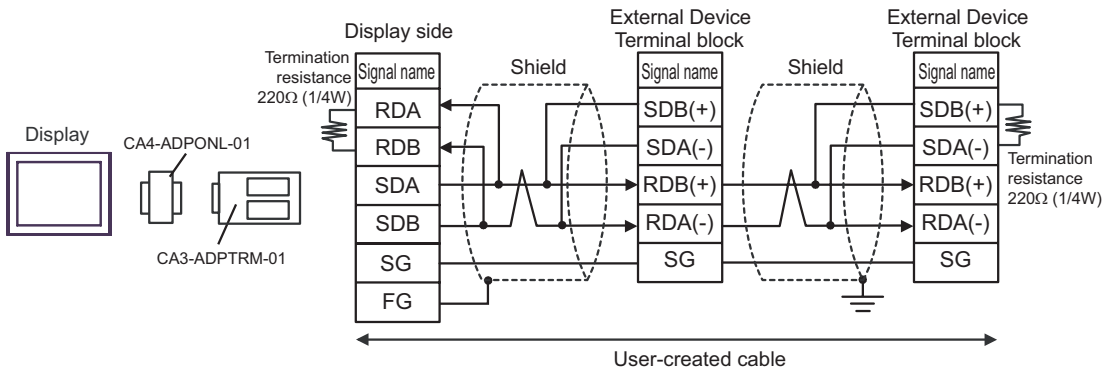 Display
CA4-ADPONL-01
CA3-ADPTRM-01
Termination
resistance
220Ω (1/4W)
Display side
Signal name
RDA
RDB
SDA
SDB
SG
FG
Shield
External Device
Terminal block
Signal name
SDB(+)
SDA(-)
RDB(+)
RDA(-)
SG
Shield
External Device
Terminal block
Signal name
SDB(+)
SDA(-)
RDB(+)
RDA(-)
SG
Termination
resistance
220Ω (1/4W)
User-created cable